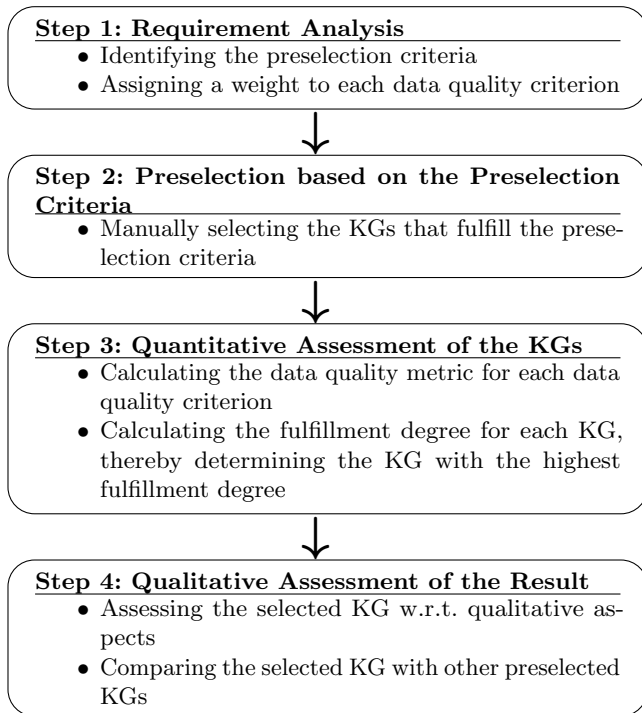 Step 1: Requirement Analysis
• Identifying the preselection criteria
• Assigning a weight to each data quality criterion
Step 2: Preselection based on the Preselection
Criteria
• Manually selecting the KGs that fulfill the prese-
lection criteria
Step 3: Quantitative Assessment of the KGs
• Calculating the data quality metric for each data
quality criterion
• Calculating the fulfillment degree for each KG,
thereby determining the KG with the highest
fulfillment degree
Step 4: Qualitative Assessment of the Result
• Assessing the selected KG w.r.t. qualitative as-
pects
• Comparing the selected KG with other preselected
KGs